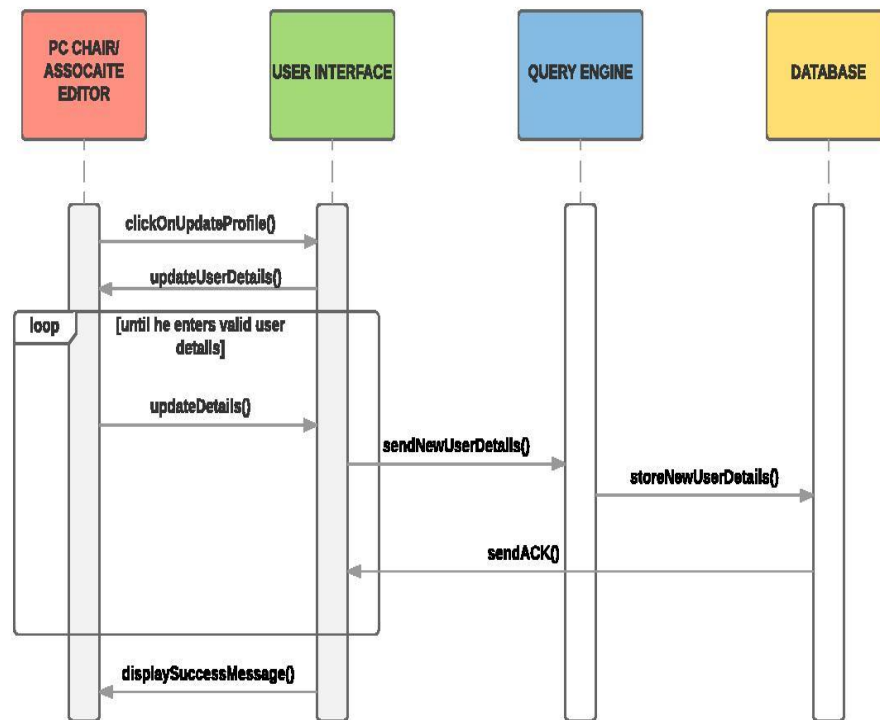 PC CHAIR/
ASSOCAITE
EDITOR
USER INTERFACE
QUERY ENGINE
DATABASE
clickOnUpdateProfile()
updateUserDetails()
loop
[until he enters valid user
details]
updateDetails()
sendNewUserDetails()
storeNewUserDetails()
sendACK()
displaySuccessMessage()